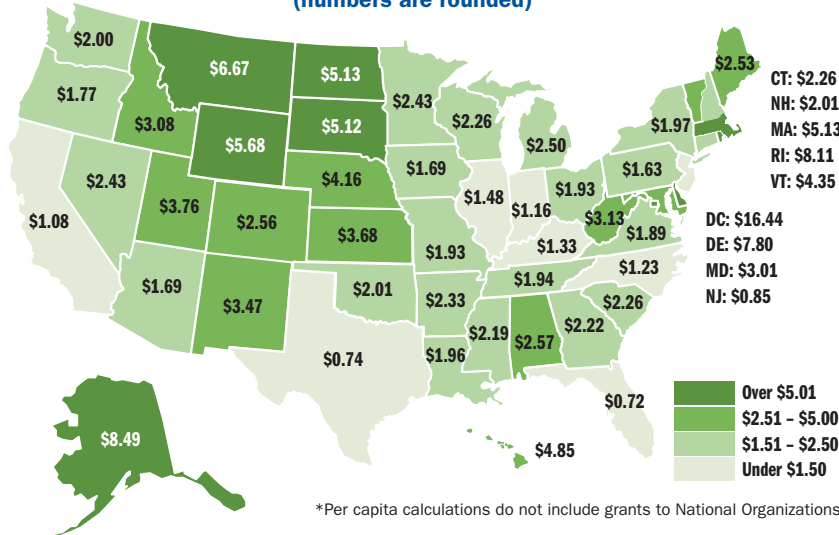 (numbers are rounded)
$2.00
$6.67
$5.13
$2.53
CT: $2.26
NH: $2.01
MA: $5.13
RI: $8.11
VT: $4.35
$1.77
$3.08
$5.68
$5.12
$2.43
$2.26
$2.50
$1.97
$2.43
$3.76
$2.56
$4.16
$1.69
$1.48
$1.16
$1.93
$1.63
$1.08
$3.68
$1.93
$1.33
$3.13
$1.89
DC: $16.44
DE: $7.80
MD: $3.01
NJ: $0.85
$1.69
$3.47
$2.01
$2.33
$1.94
$1.23
$2.26
$0.74
$1.96
$2.19
$2.57
$2.22
$0.72
$8.49
$4.85
Over $5.01
$2.51 – $5.00
$1.51 – $2.50
Under $1.50
*Per capita calculations do not include grants to National Organizations